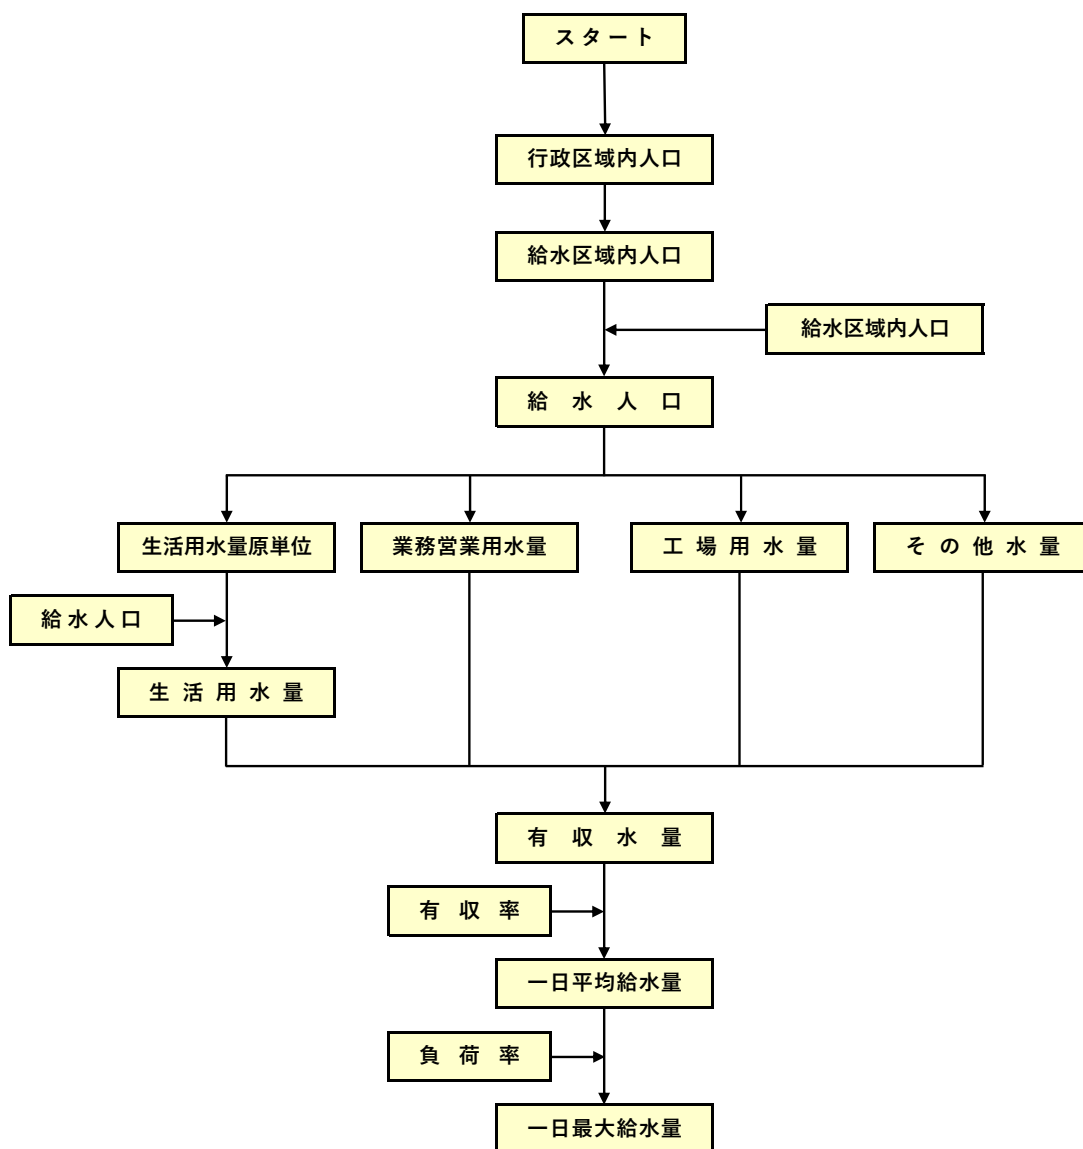 スタート
行政区域内人口
給水区域内人口
給水区域内人口
給水人口
生活用水量原単位
業務営業用水量
工場用水量
その他水量
給水人口
生活用水量
有収水量
有収率
一日平均給水量
負荷率
一日最大給水量